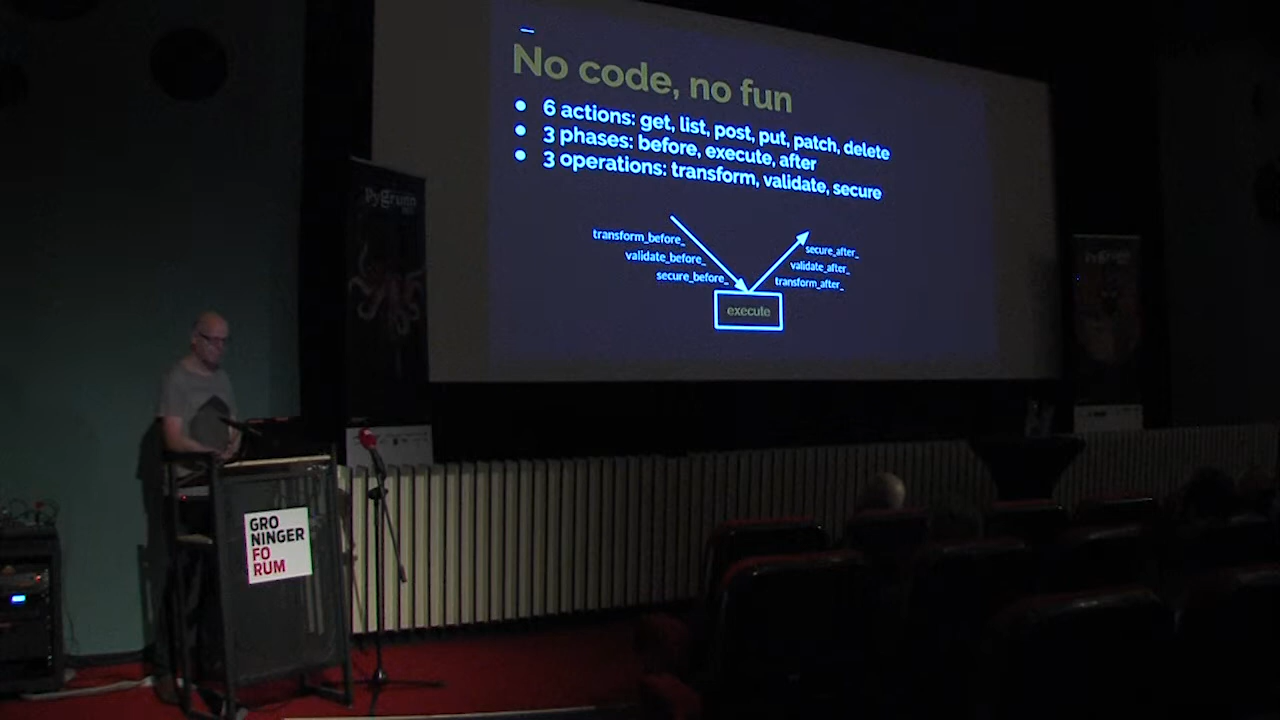 No code, no fun
● 6 actions: get, list, post, put, patch, delete
● 3 phases: before, execute, after
● 3 operations: transform, validate, secure
transform_before_
validate_before_
secure_before_
secure_after_
validate_after_
transform_after_
execute
PyGrunn
PyGrunn
GRO
NINGER
FO
RUM